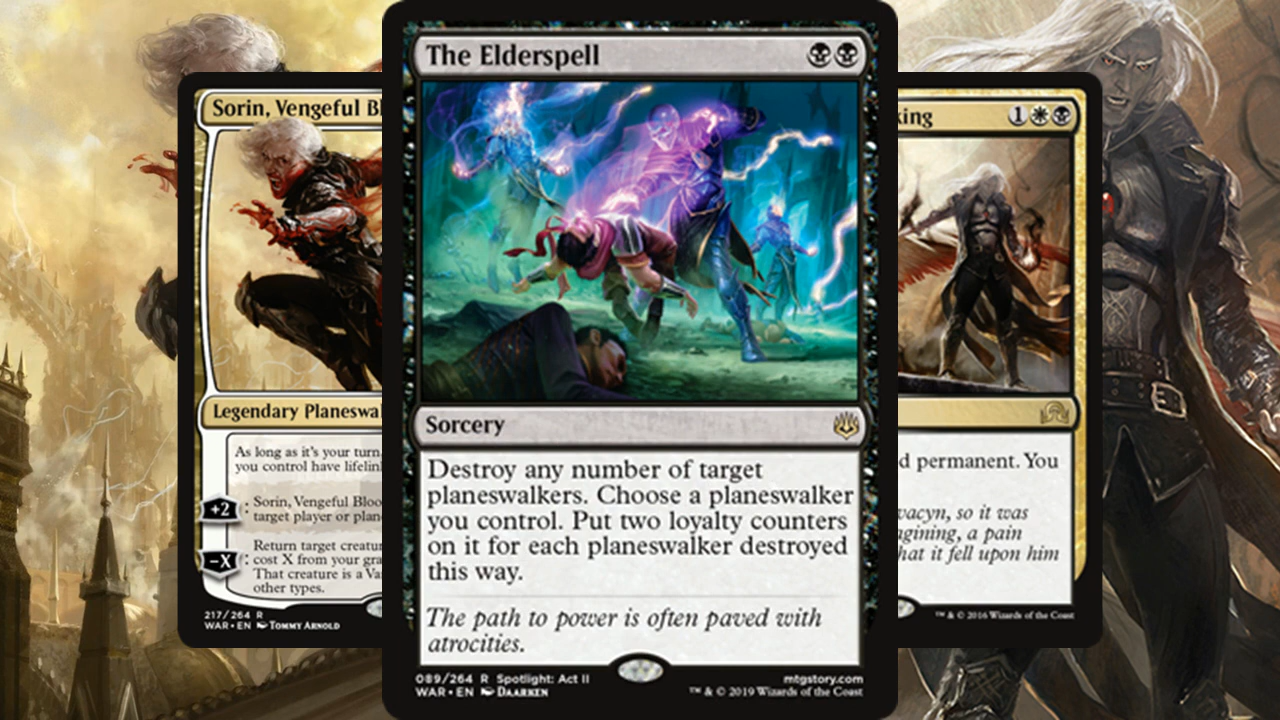 Sorin, Vengeful Bl
Legendary Planeswa
As long as it's your turn,
you control have lifelin
+2 : Sorin, Vengeful Bloo
target player or plan
-X : Return target creatu
cost X from your gra
That creature is a Va
other types.
217/264 R
WAR • EN TOMMY ARNOLD
The Elderspell
Sorcery
Destroy any number of target
planeswalkers. Choose a planeswalker
you control. Put two loyalty counters
on it for each planeswalker destroyed
this way.
The path to power is often paved with
atrocities.
089/264 R Spotlight: Act II
WAR • EN DAARKEN
mtgstory.com
™ & © 2019 Wizards of the Coast
king 1
d permanent. You
vacyn, so it was
agining, a pain
hat it fell upon him
™ & © 2016 Wizards of the Coast